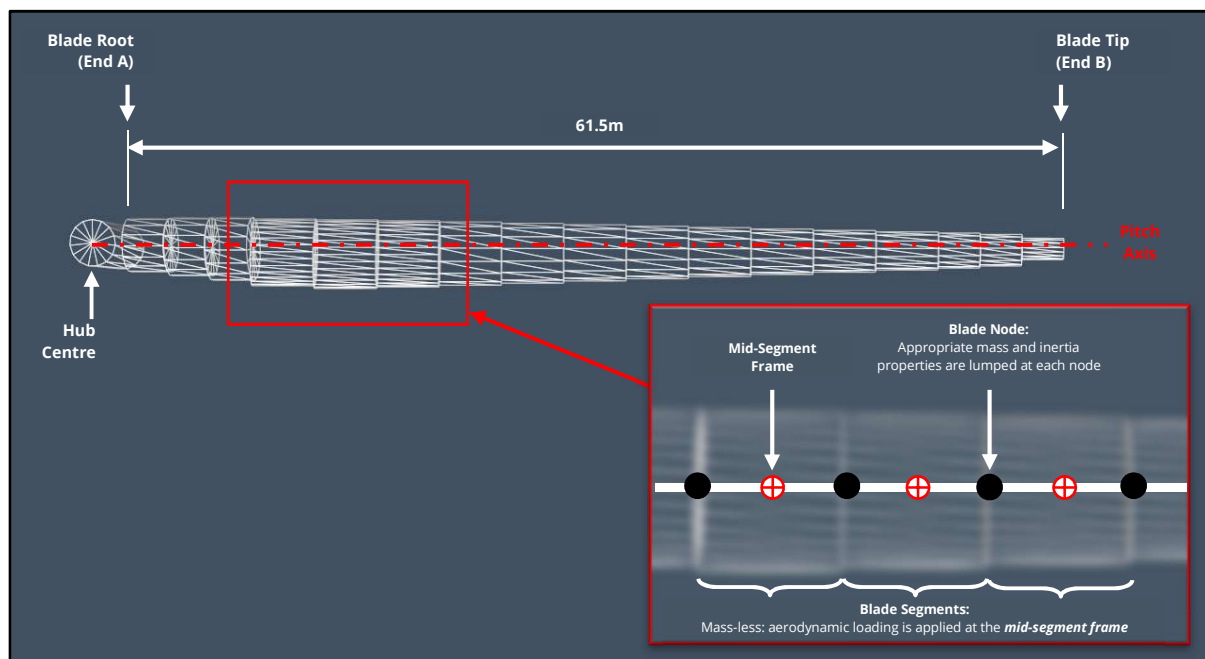 Blade Root
(End A)
Blade Tip
(End B)
61.5m
Pitch
Axis
Hub
Centre
Blade Node:
Appropriate mass and inertia
properties are lumped at each node
Mid-Segment
Frame
Blade Segments:
Mass-less: aerodynamic loading is applied at the mid-segment frame